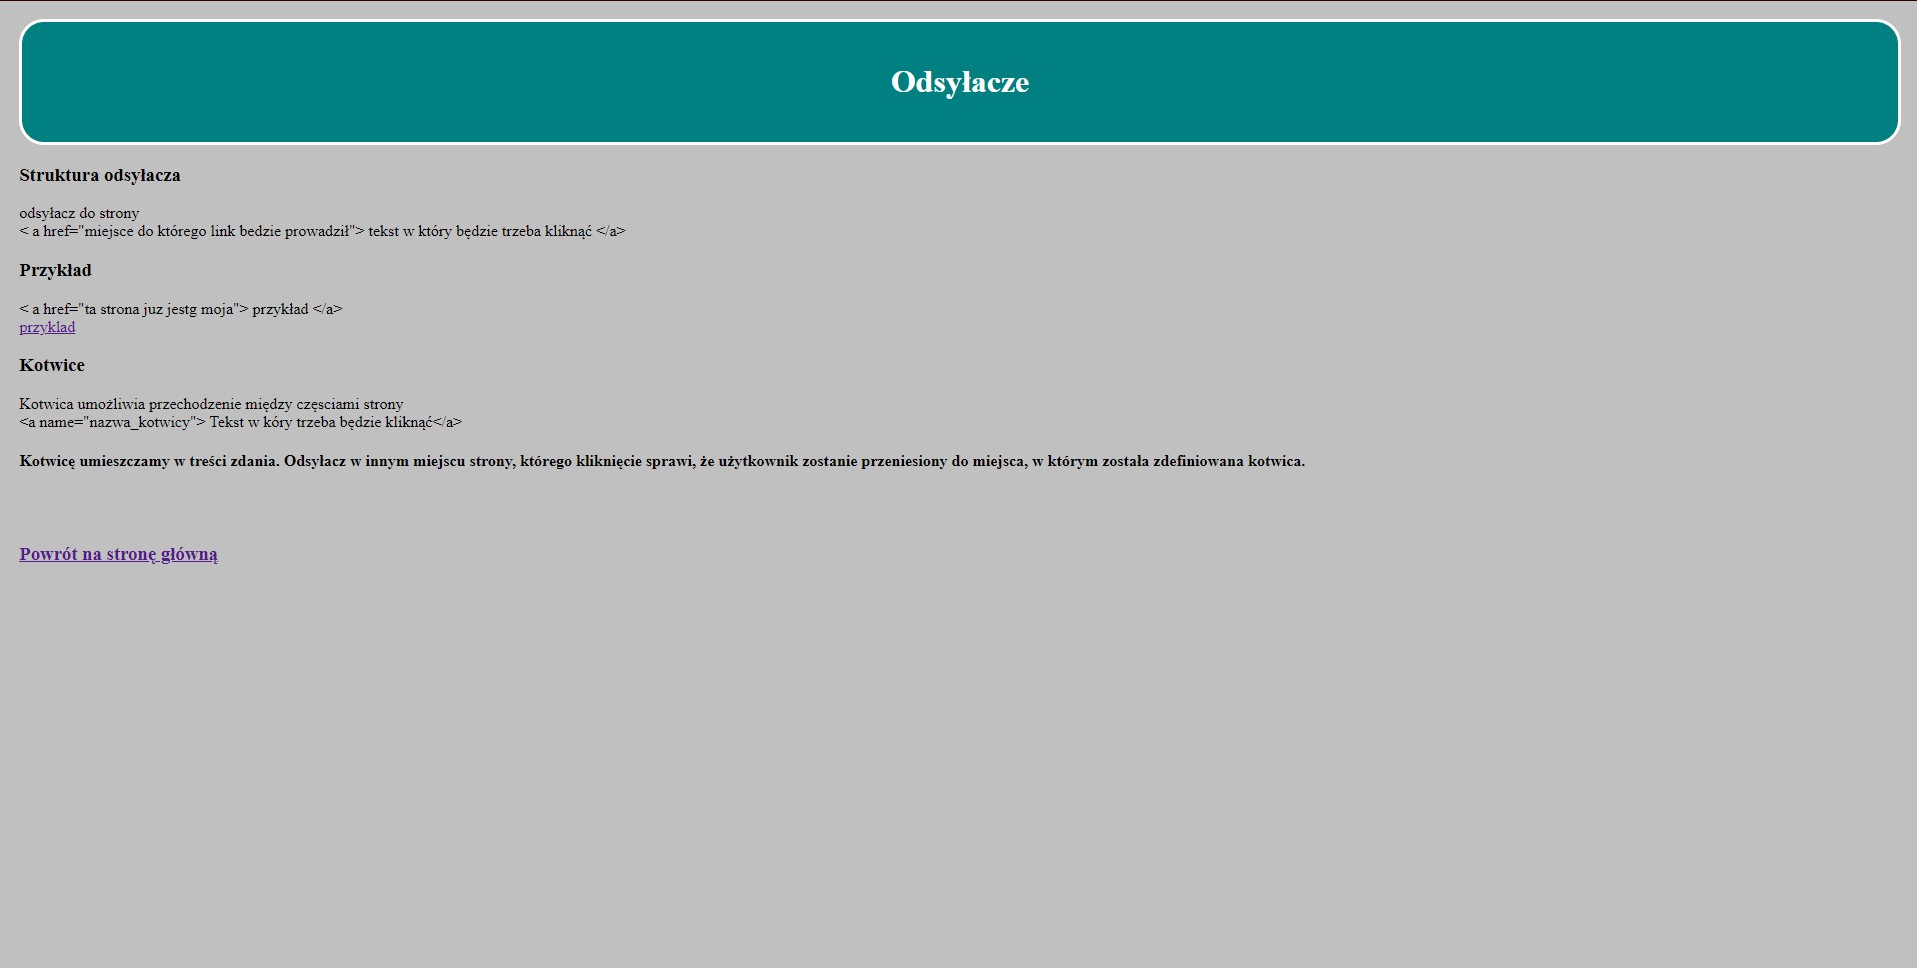 Odsyłacze
Struktura odsyłacza
odsyłacz do strony
< a href="miejsce do którego link bedzie prowadził"> tekst w który będzie trzeba kliknąć </a>
Przykład
< a href="ta strona juz jestg moja"> przykład </a>
przyklad
Kotwice
Kotwica umożliwia przechodzenie między częsciami strony
<a name="nazwa_kotwicy"> Tekst w kóry trzeba będzie kliknąć</a>
Kotwicę umieszczamy w treści zdania. Odsyłacz w innym miejscu strony, którego kliknięcie sprawi, że użytkownik zostanie przeniesiony do miejsca, w którym została zdefiniowana kotwica.
Powrót na stronę główną